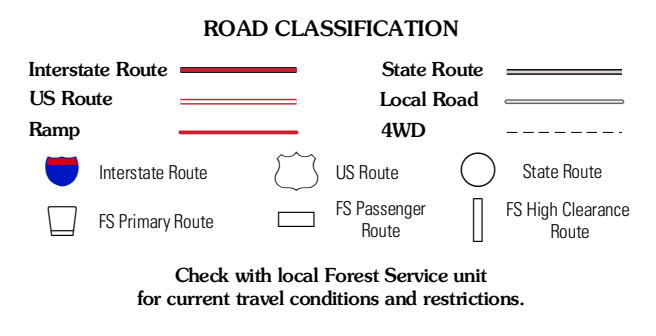 ROAD CLASSIFICATION
Interstate Route
State Route
US Route
Local Road
Ramp
4WD
Interstate Route
US Route
State Route
FS Primary Route
FS Passenger
Route
FS High Clearance
Route
Check with local Forest Service unit
for current travel conditions and restrictions.